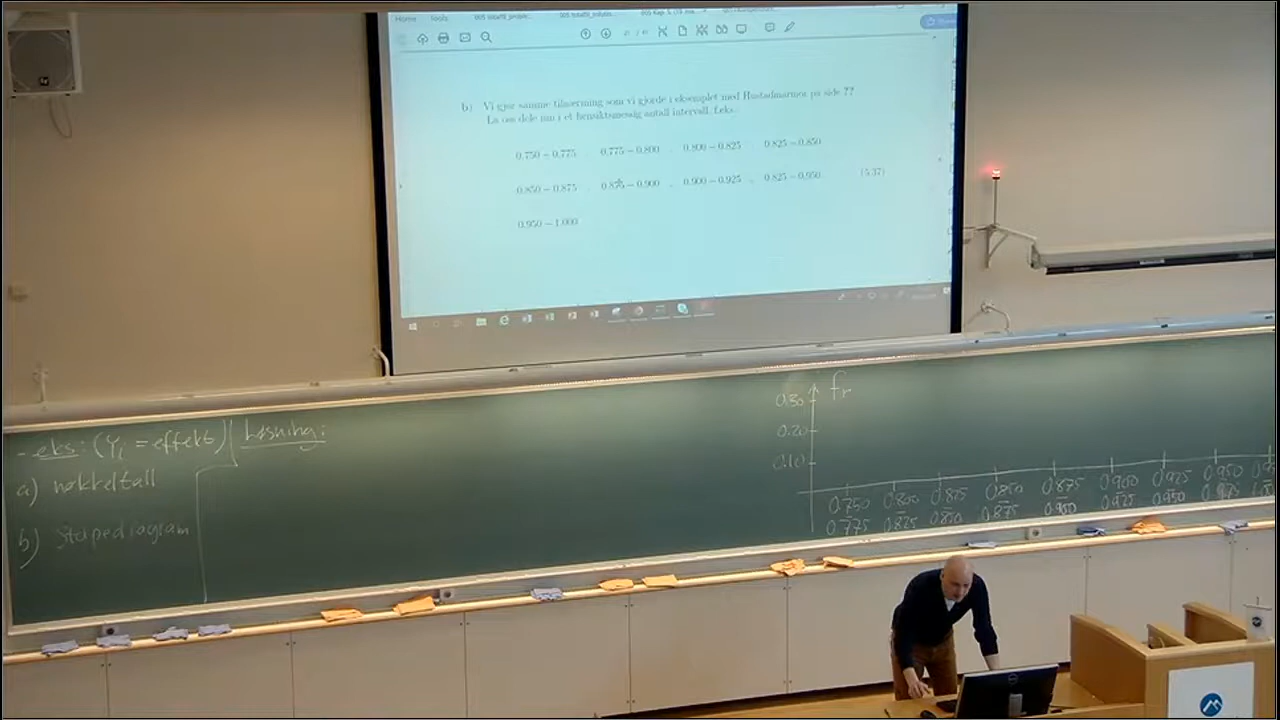 Home Tools
b) Vi gjør samme tilnærming som vi gjorde i eksemplet med Hustadmarmor på side ??
La oss dele inn i et hensiktsmessig antall intervall, f.eks.
0.750 − 0.775 , 0.775 − 0.800 , 0.800 − 0.825 0.825 − 0.850
0.850 − 0.875 , 0.875 − 0.900 , 0.900 − 0.925 , 0.825 − 0.950 (5.37)
0.950 − 1.000
- eks: (Yi = effekt) Løsning:
a) nøkkeltall
b) Stapediagram
fr
0.30
0.20
0.10
0.750 0.800 0.825 0.850 0.875 0.900 0.925 0.950
0.775 0.825 0.850 0.875 0.900 0.925 0.950
DELL